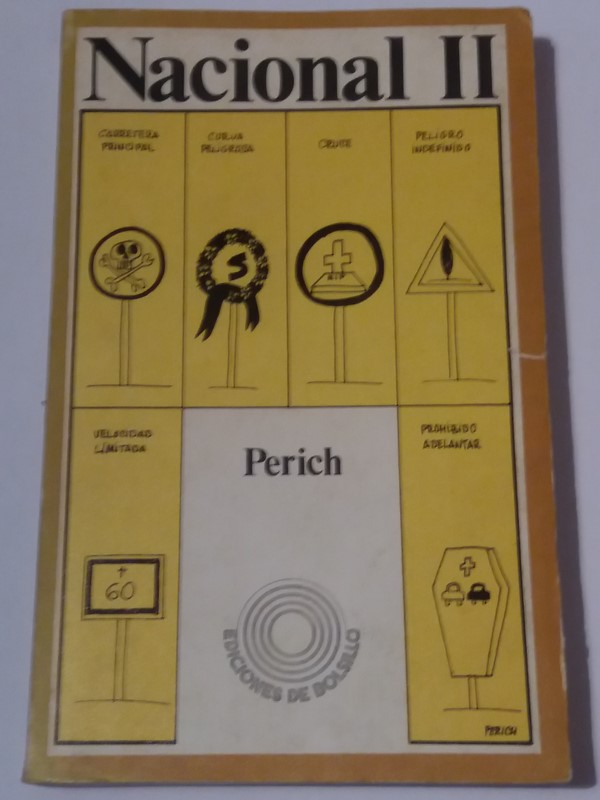 Nacional II
CARRETERA
PRINCIPAL
CURVA
PELIGROSA
CRUCE
PELIGRO
INDEFINIDO
S
RIP
VELOCIDAD
LIMITADA
Perich
PROHIBIDO
ADELANTAR
60
EDICIONES DE BOLSILLO
PERICH